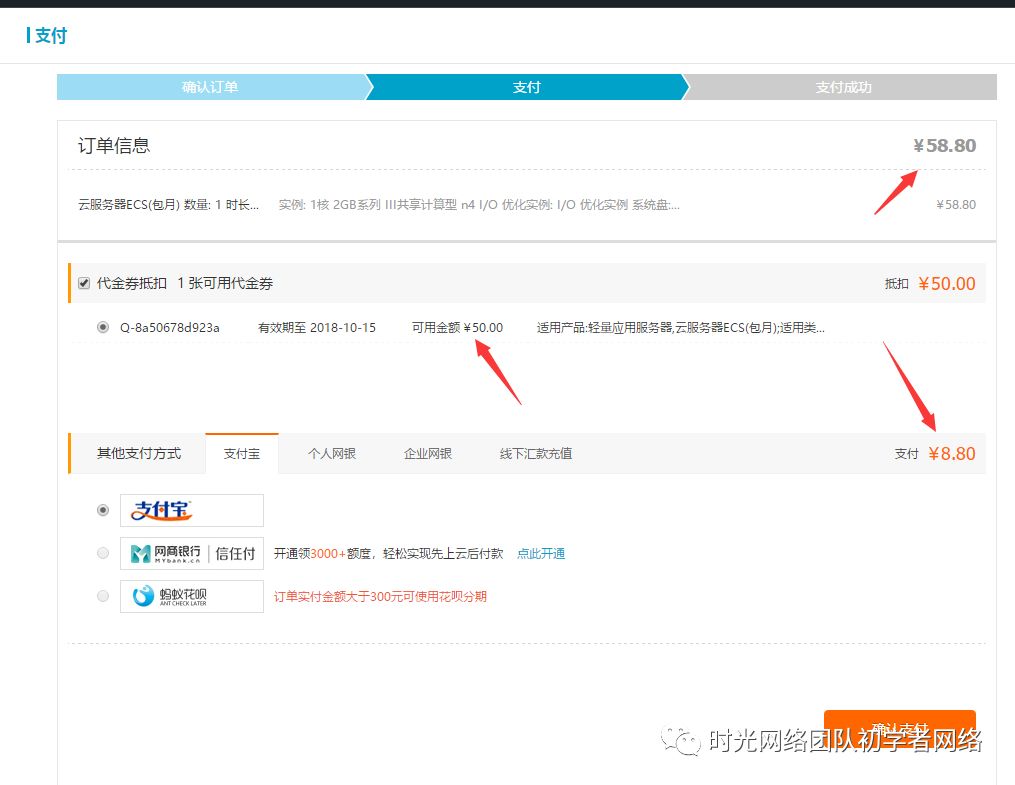 支付
确认订单 支付 支付成功
订单信息 ¥58.80
云服务器ECS(包月) 数量: 1 时长... 实例: 1核 2GB系列 III共享计算型 n4 I/O 优化实例: I/O 优化实例 系统盘:... ¥58.80
代金券抵扣 1 张可用代金券 抵扣 ¥50.00
Q-8a50678d923a 有效期至 2018-10-15 可用金额 ¥50.00 适用产品:轻量应用服务器,云服务器ECS(包月);适用类...
其他支付方式 支付宝 个人网银 企业网银 线下汇款充值 支付 ¥8.80
支付宝
网商银行 MYbank.cn 信任付 开通领3000+额度，轻松实现先上云后付款 点此开通
蚂蚁花呗 ANT CHECK LATER 订单实付金额大于300元可使用花呗分期
确认支付
时光网络团队初学者网络